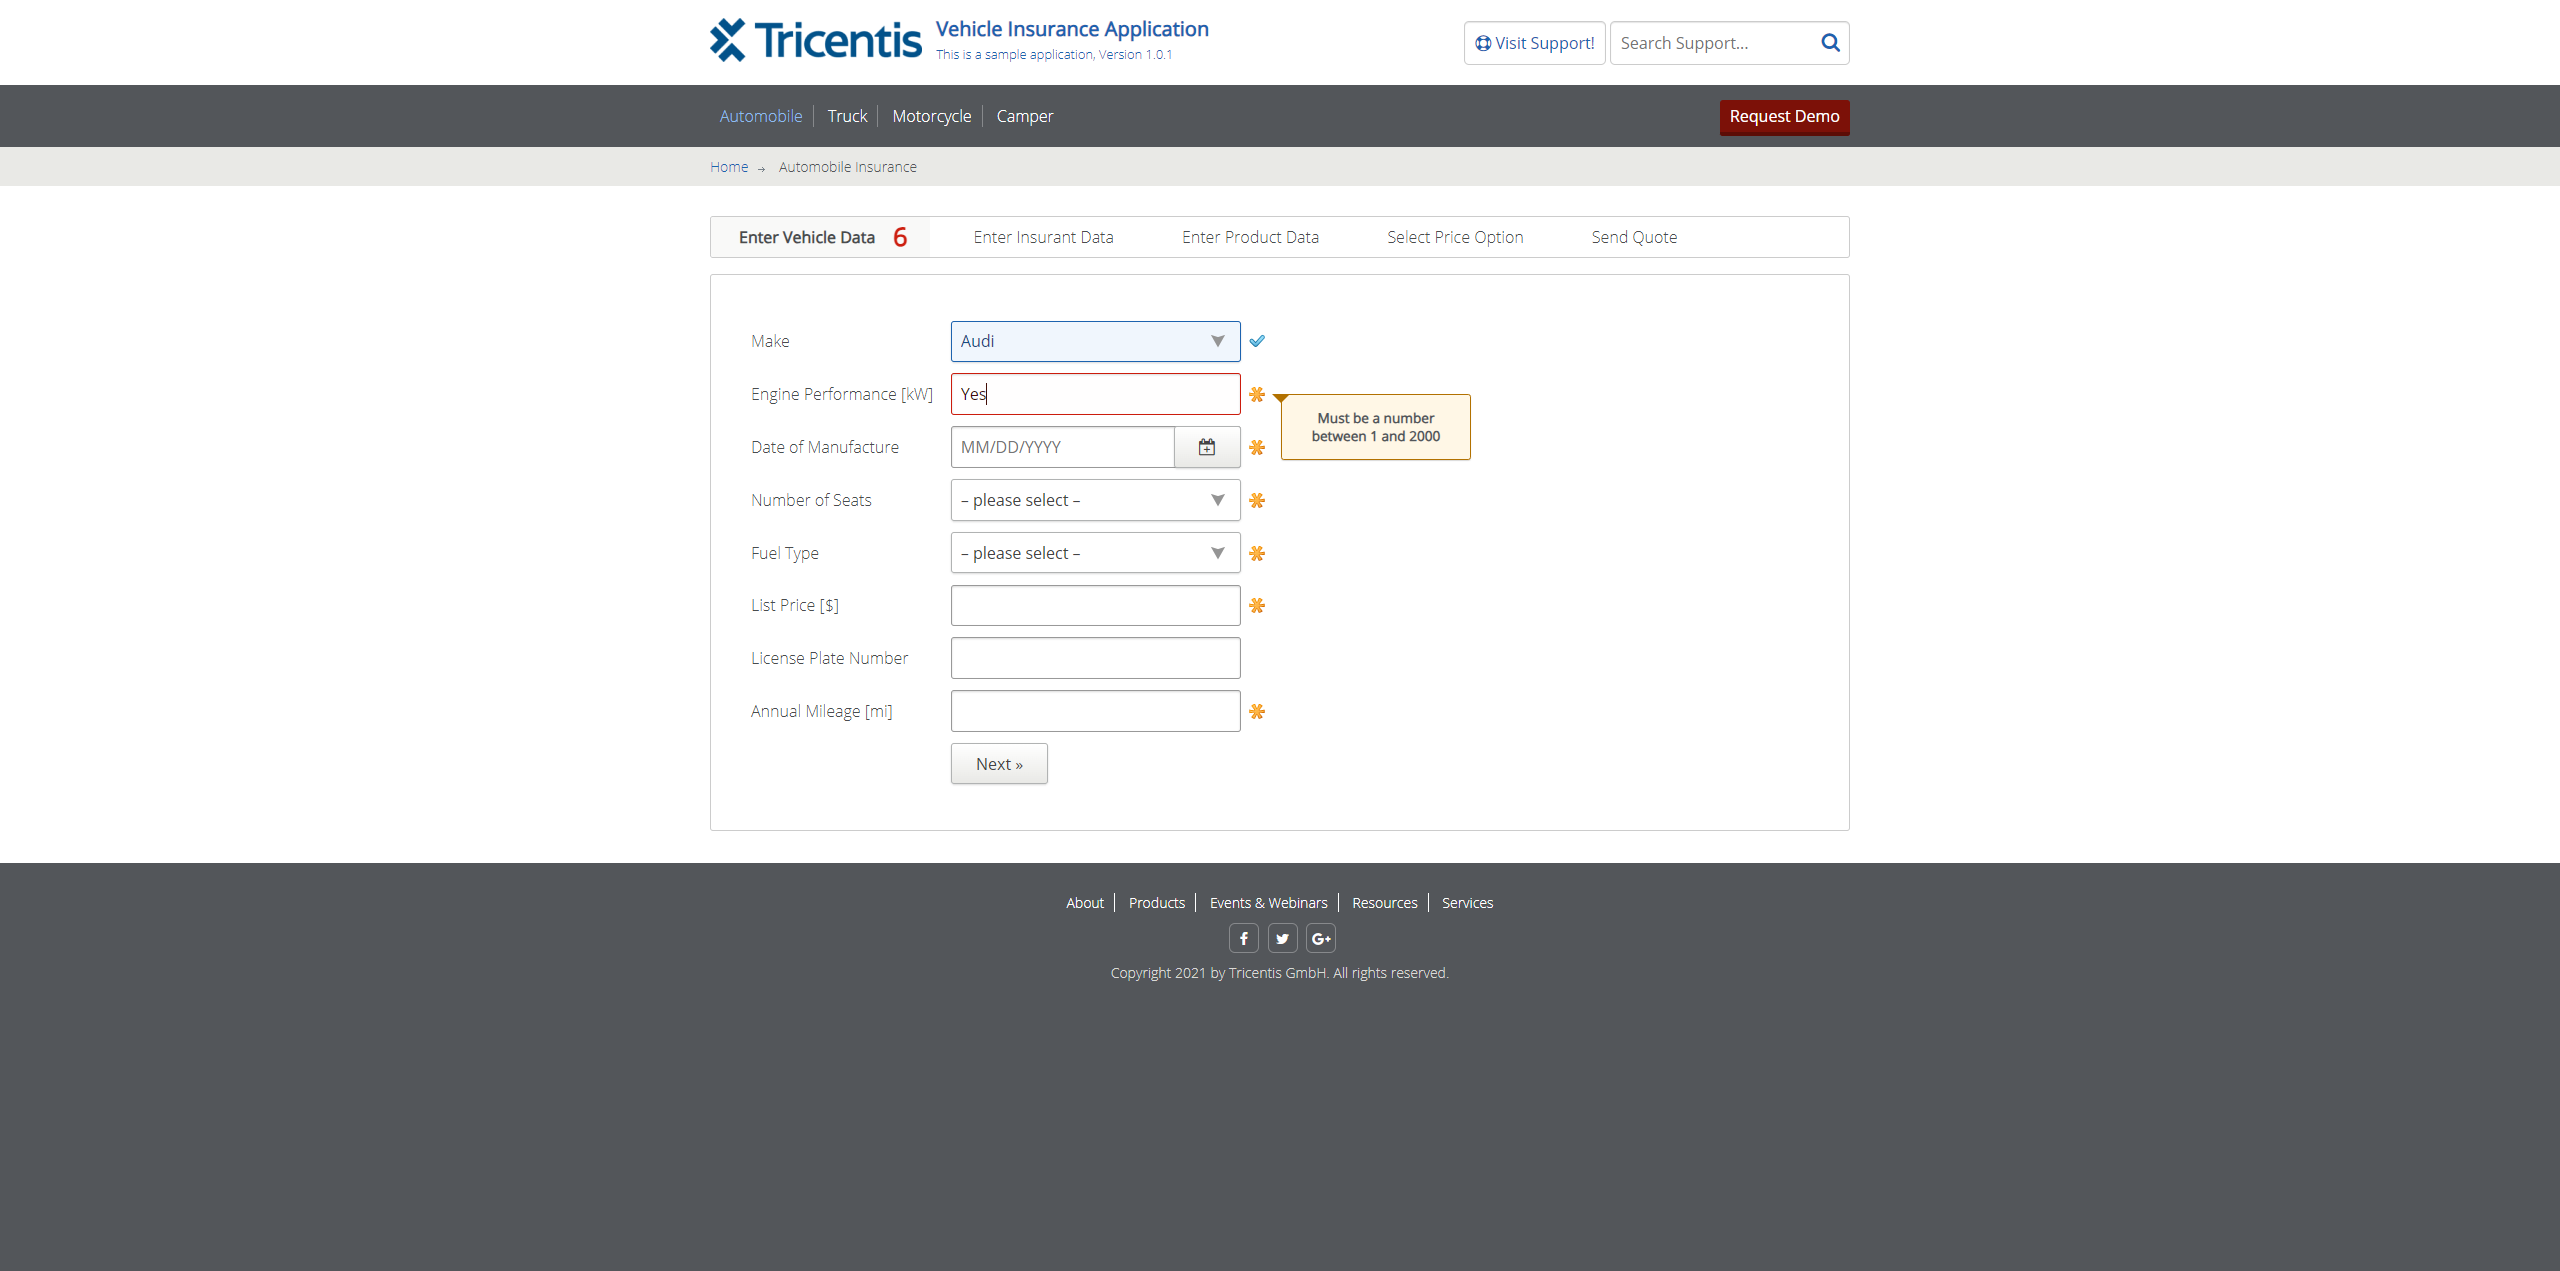 Tricentis
Vehicle Insurance Application
This is a sample application, Version 1.0.1
Visit Support!
Search Support...
Automobile
Truck
Motorcycle
Camper
Request Demo
Home → Automobile Insurance
Enter Vehicle Data 6
Enter Insurant Data
Enter Product Data
Select Price Option
Send Quote
Make
Audi
Engine Performance [kW]
Yes
Must be a number
between 1 and 2000
Date of Manufacture
MM/DD/YYYY
Number of Seats
– please select –
Fuel Type
– please select –
List Price [$]
License Plate Number
Annual Mileage [mi]
Next »
About
Products
Events & Webinars
Resources
Services
f
G+
Copyright 2021 by Tricentis GmbH. All rights reserved.